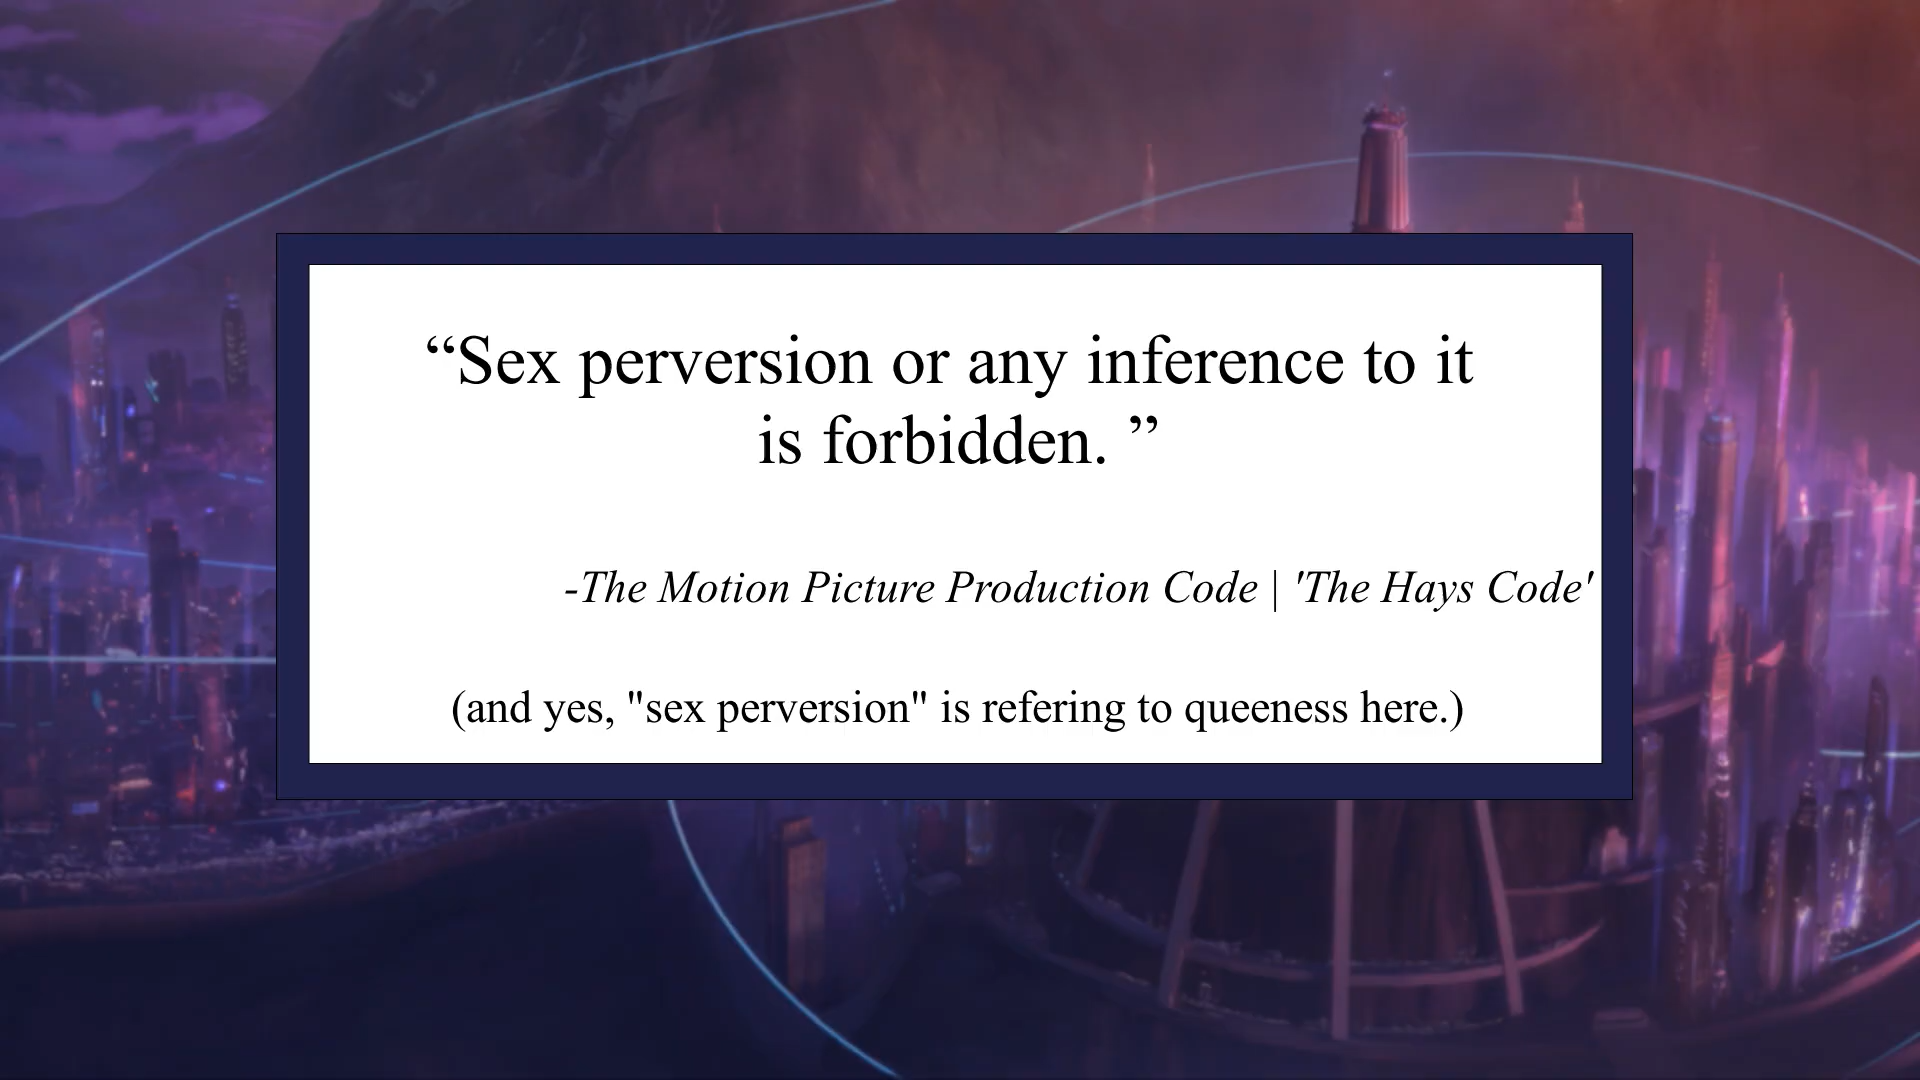 “Sex perversion or any inference to it
is forbidden. ”
-The Motion Picture Production Code | 'The Hays Code'
(and yes, "sex perversion" is refering to queeness here.)